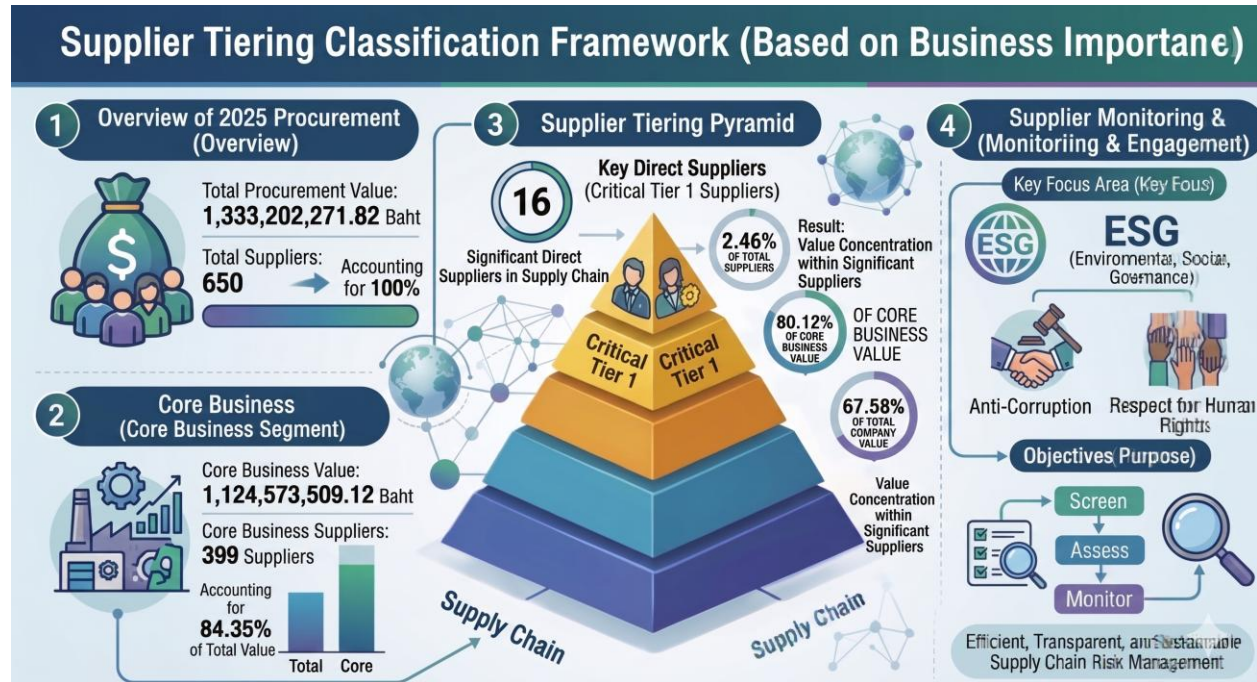 Supplier Tiering Classification Framework (Based on Business Importane)
1
Overview of 2025 Procurement
(Overview)
Total Procurement Value:
1,333,202,271.82 Baht
Total Suppliers:
650
Accounting
for 100%
2
Core Business
(Core Business Segment)
Core Business Value:
1,124,573,509.12 Baht
Core Business Suppliers:
399 Suppliers
Accounting
for
84.35%
of Total Value
Total
Core
3
Supplier Tiering Pyramid
16
Significant Direct
Suppliers in Supply Chain
Key Direct Suppliers
(Critical Tier 1 Suppliers)
2.46%
OF TOTAL
SUPPLIERS
Result:
Value Concentration
within Significant
Suppliers
80.12%
OF CORE
BUSINESS
VALUE
OF CORE
BUSINESS
VALUE
67.58%
OF TOTAL
COMPANY
VALUE
Value
Concentration
within
Significant
Suppliers
Critical
Tier 1
Critical
Tier 1
Supply Chain
Supply Chain
4
Supplier Monitoring &
(Monitoriing & Engagement)
Key Focus Area (Key Fous)
ESG
ESG
Governance)
Anti-Corruption
Respect for Human
Objectives (Purpose)
Screen
Assess
Monitor
Efficient, Transparent,
Supply Chain Risk Management